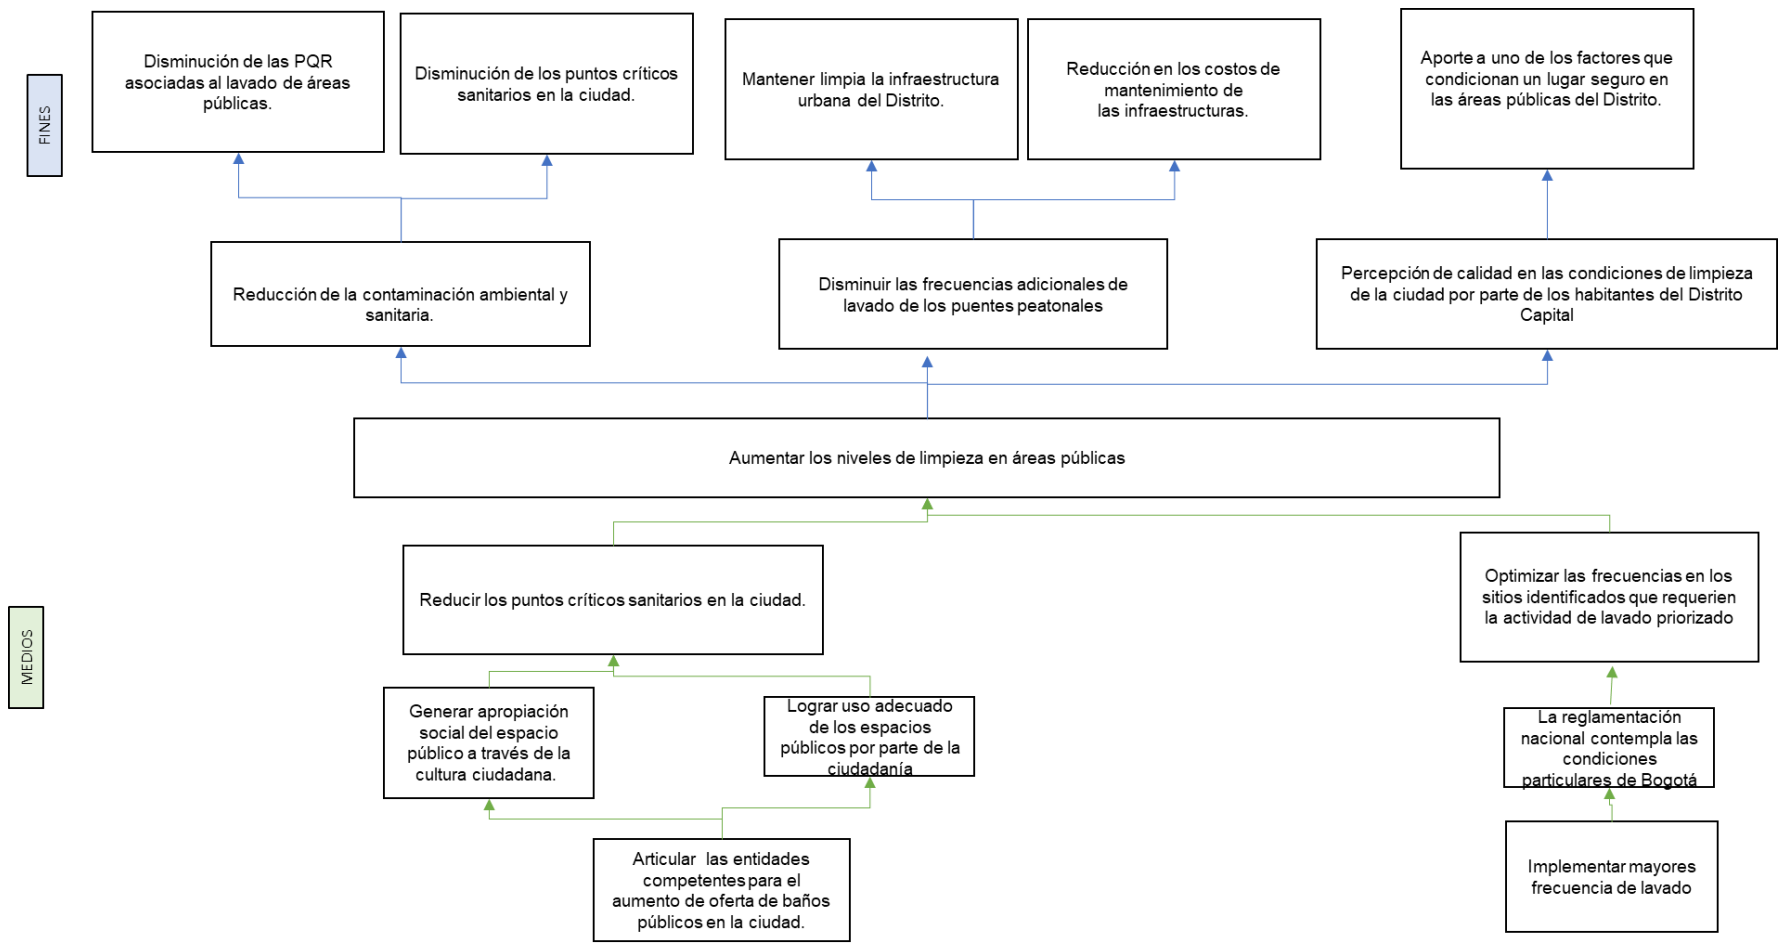 FINES
Disminución de las PQR
asociadas al lavado de áreas
públicas.
Disminución de los puntos críticos
sanitarios en la ciudad.
Mantener limpia la infraestructura
urbana del Distrito.
Reducción en los costos de
mantenimiento de
las infraestructuras.
Aporte a uno de los factores que
condicionan un lugar seguro en
las áreas públicas del Distrito.
Reducción de la contaminación ambiental y
sanitaria.
Disminuir las frecuencias adicionales de
lavado de los puentes peatonales
Percepción de calidad en las condiciones de limpieza
de la ciudad por parte de los habitantes del Distrito
Capital
Aumentar los niveles de limpieza en áreas públicas
MEDIOS
Reducir los puntos críticos sanitarios en la ciudad.
Optimizar las frecuencias en los
sitios identificados que requerien
la actividad de lavado priorizado
Generar apropiación
social del espacio
público a través de la
cultura ciudadana.
Lograr uso adecuado
de los espacios
públicos por parte de la
ciudadanía
La reglamentación
nacional contempla las
condiciones
particulares de Bogotá
Articular las entidades
competentes para el
aumento de oferta de baños
públicos en la ciudad.
Implementar mayores
frecuencia de lavado